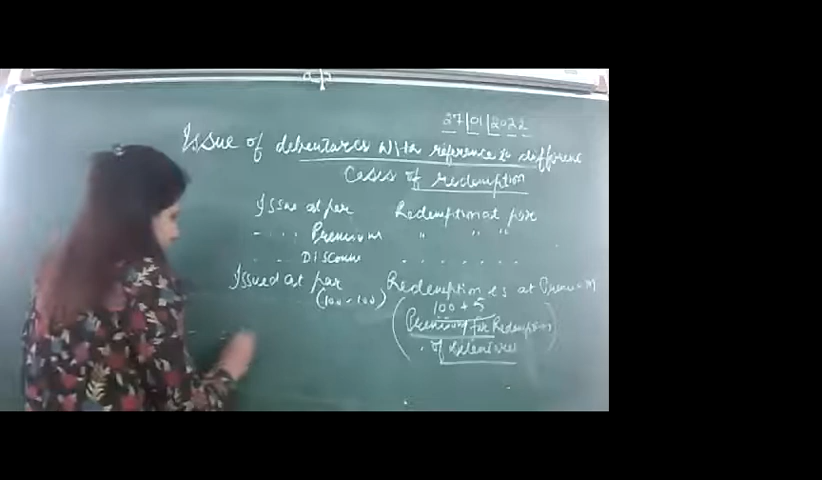 27/01/2022
Issue of debentures with reference to different
Cases of redemption
Issue at par Redemption at par
- . . . Premium " " "
. . . Discount . . . . . . .
Issued at par Redemption is at Premium
(100 - 100) 100 + 5
(Premium for Redemption
of debentures)